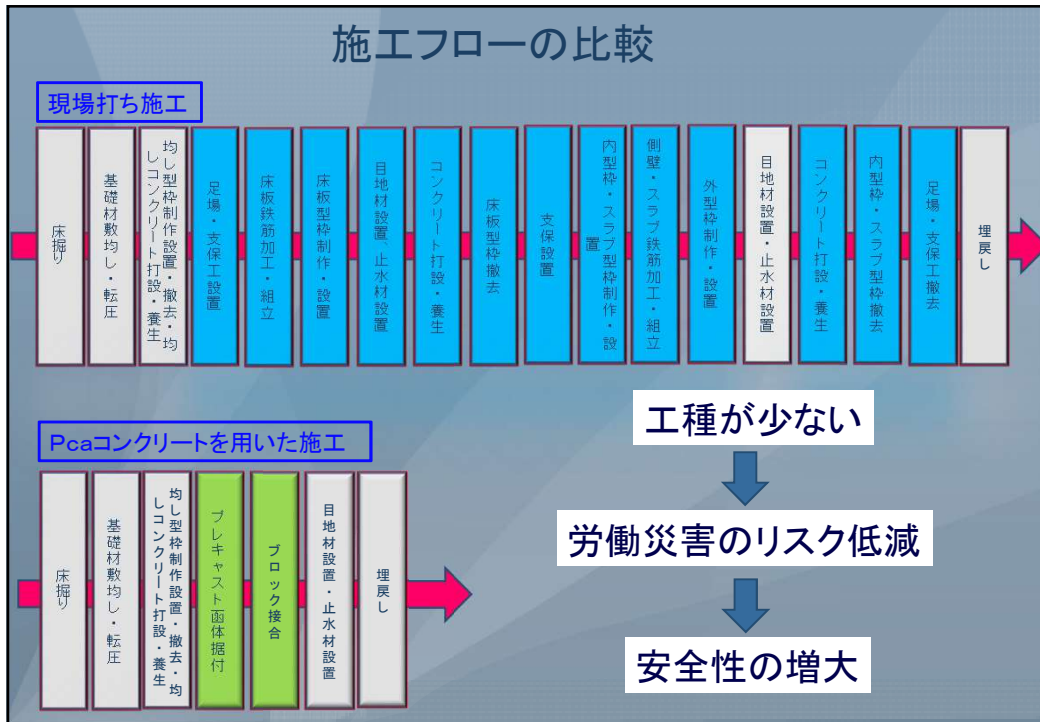 施工フローの比較
現場打ち施工
床掘り
基礎材敷均し・転圧
均し型枠制作設置・撤去・均
しコンクリート打設・養生
足場・支保工設置
床板鉄筋加工・組立
床板型枠制作・設置
目地材設置、止水材設置
コンクリート打設・養生
床板型枠撤去
支保設置
内型枠・スラブ型枠制作・設
置
側壁・スラブ鉄筋加工・組立
外型枠制作・設置
目地材設置・止水材設置
コンクリート打設・養生
内型枠・スラブ型枠撤去
足場・支保工撤去
埋戻し
Pcaコンクリートを用いた施工
床掘り
基礎材敷均し・転圧
均し型枠制作設置・撤去・均
しコンクリート打設・養生
プレキャスト函体据付
ブロック接合
目地材設置・止水材設置
埋戻し
工種が少ない
労働災害のリスク低減
安全性の増大